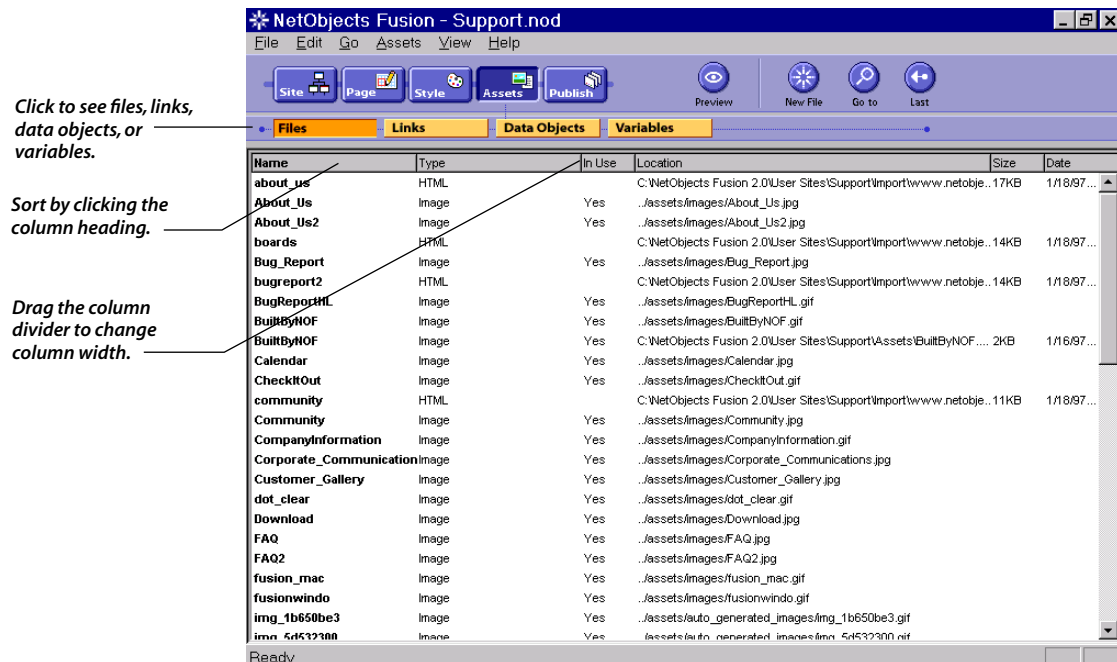 NetObjects Fusion - Support.nod
File Edit Go Assets View Help
Site Page Style Assets Publish Preview New File Go to Last
Click to see files, links,
data objects, or
variables.
Files Links Data Objects Variables
Name Type In Use Location Size Date
about_us HTML C:\NetObjects Fusion 2.0\User Sites\Support\Import\www.netobje.. 17KB 1/18/97...
About_Us Image Yes ../assets/images/About_Us.jpg
Sort by clicking the
column heading.
About_Us2 Image Yes ../assets/images/About_Us2.jpg
boards HTML C:\NetObjects Fusion 2.0\User Sites\Support\Import\www.netobje.. 14KB 1/18/97...
Bug_Report Image Yes ../assets/images/Bug_Report.jpg
bugreport2 HTML C:\NetObjects Fusion 2.0\User Sites\Support\Import\www.netobje.. 14KB 1/18/97...
BugReportHL Image Yes ../assets/images/BugReportHL.gif
Drag the column
divider to change
column width.
BuiltByNOF Image Yes ../assets/images/BuiltByNOF.gif
BuiltByNOF Image Yes C:\NetObjects Fusion 2.0\User Sites\Support\Assets\BuiltByNOF.... 2KB 1/16/97...
Calendar Image Yes ../assets/images/Calendar.jpg
CheckItOut Image Yes ../assets/images/CheckItOut.gif
community HTML C:\NetObjects Fusion 2.0\User Sites\Support\Import\www.netobje.. 11KB 1/18/97...
Community Image Yes ../assets/images/Community.jpg
CompanyInformation Image Yes ../assets/images/CompanyInformation.gif
Corporate_Communication Image Yes ../assets/images/Corporate_Communications.jpg
Customer_Gallery Image Yes ../assets/images/Customer_Gallery.jpg
dot_clear Image Yes ../assets/images/dot_clear.gif
Download Image Yes ../assets/images/Download.jpg
FAQ Image Yes ../assets/images/FAQ.jpg
FAQ2 Image Yes ../assets/images/FAQ2.jpg
fusion_mac Image Yes ../assets/images/fusion_mac.gif
fusionwindo Image Yes ../assets/images/fusionwindo.gif
img_1b650be3 Image Yes ../assets/auto_generated_images/img_1b650be3.gif
img_5d532300 Image Yes ../assets/auto_generated_images/img_5d532300.gif
Ready